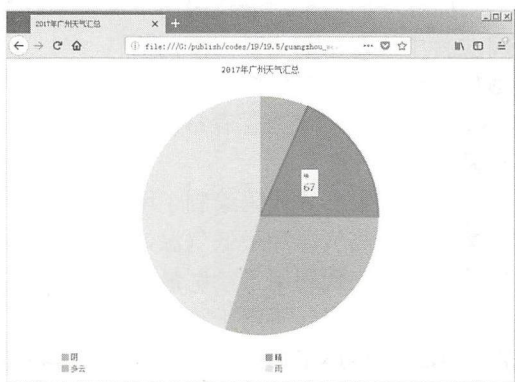 2017年广州天气汇总
file:///G:/publish/codes/19/19.5/guangzhou_w
2017年广州天气汇总
晴
67
阴
晴
多云
雨